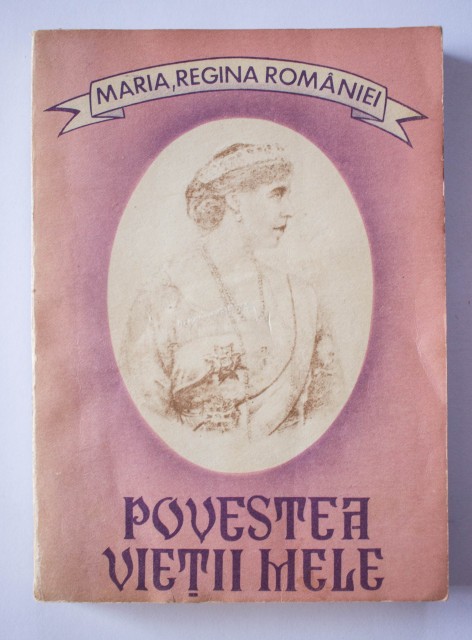 MARIA, REGINA ROMÂNIEI
POVESTEA
VIEȚII MELE